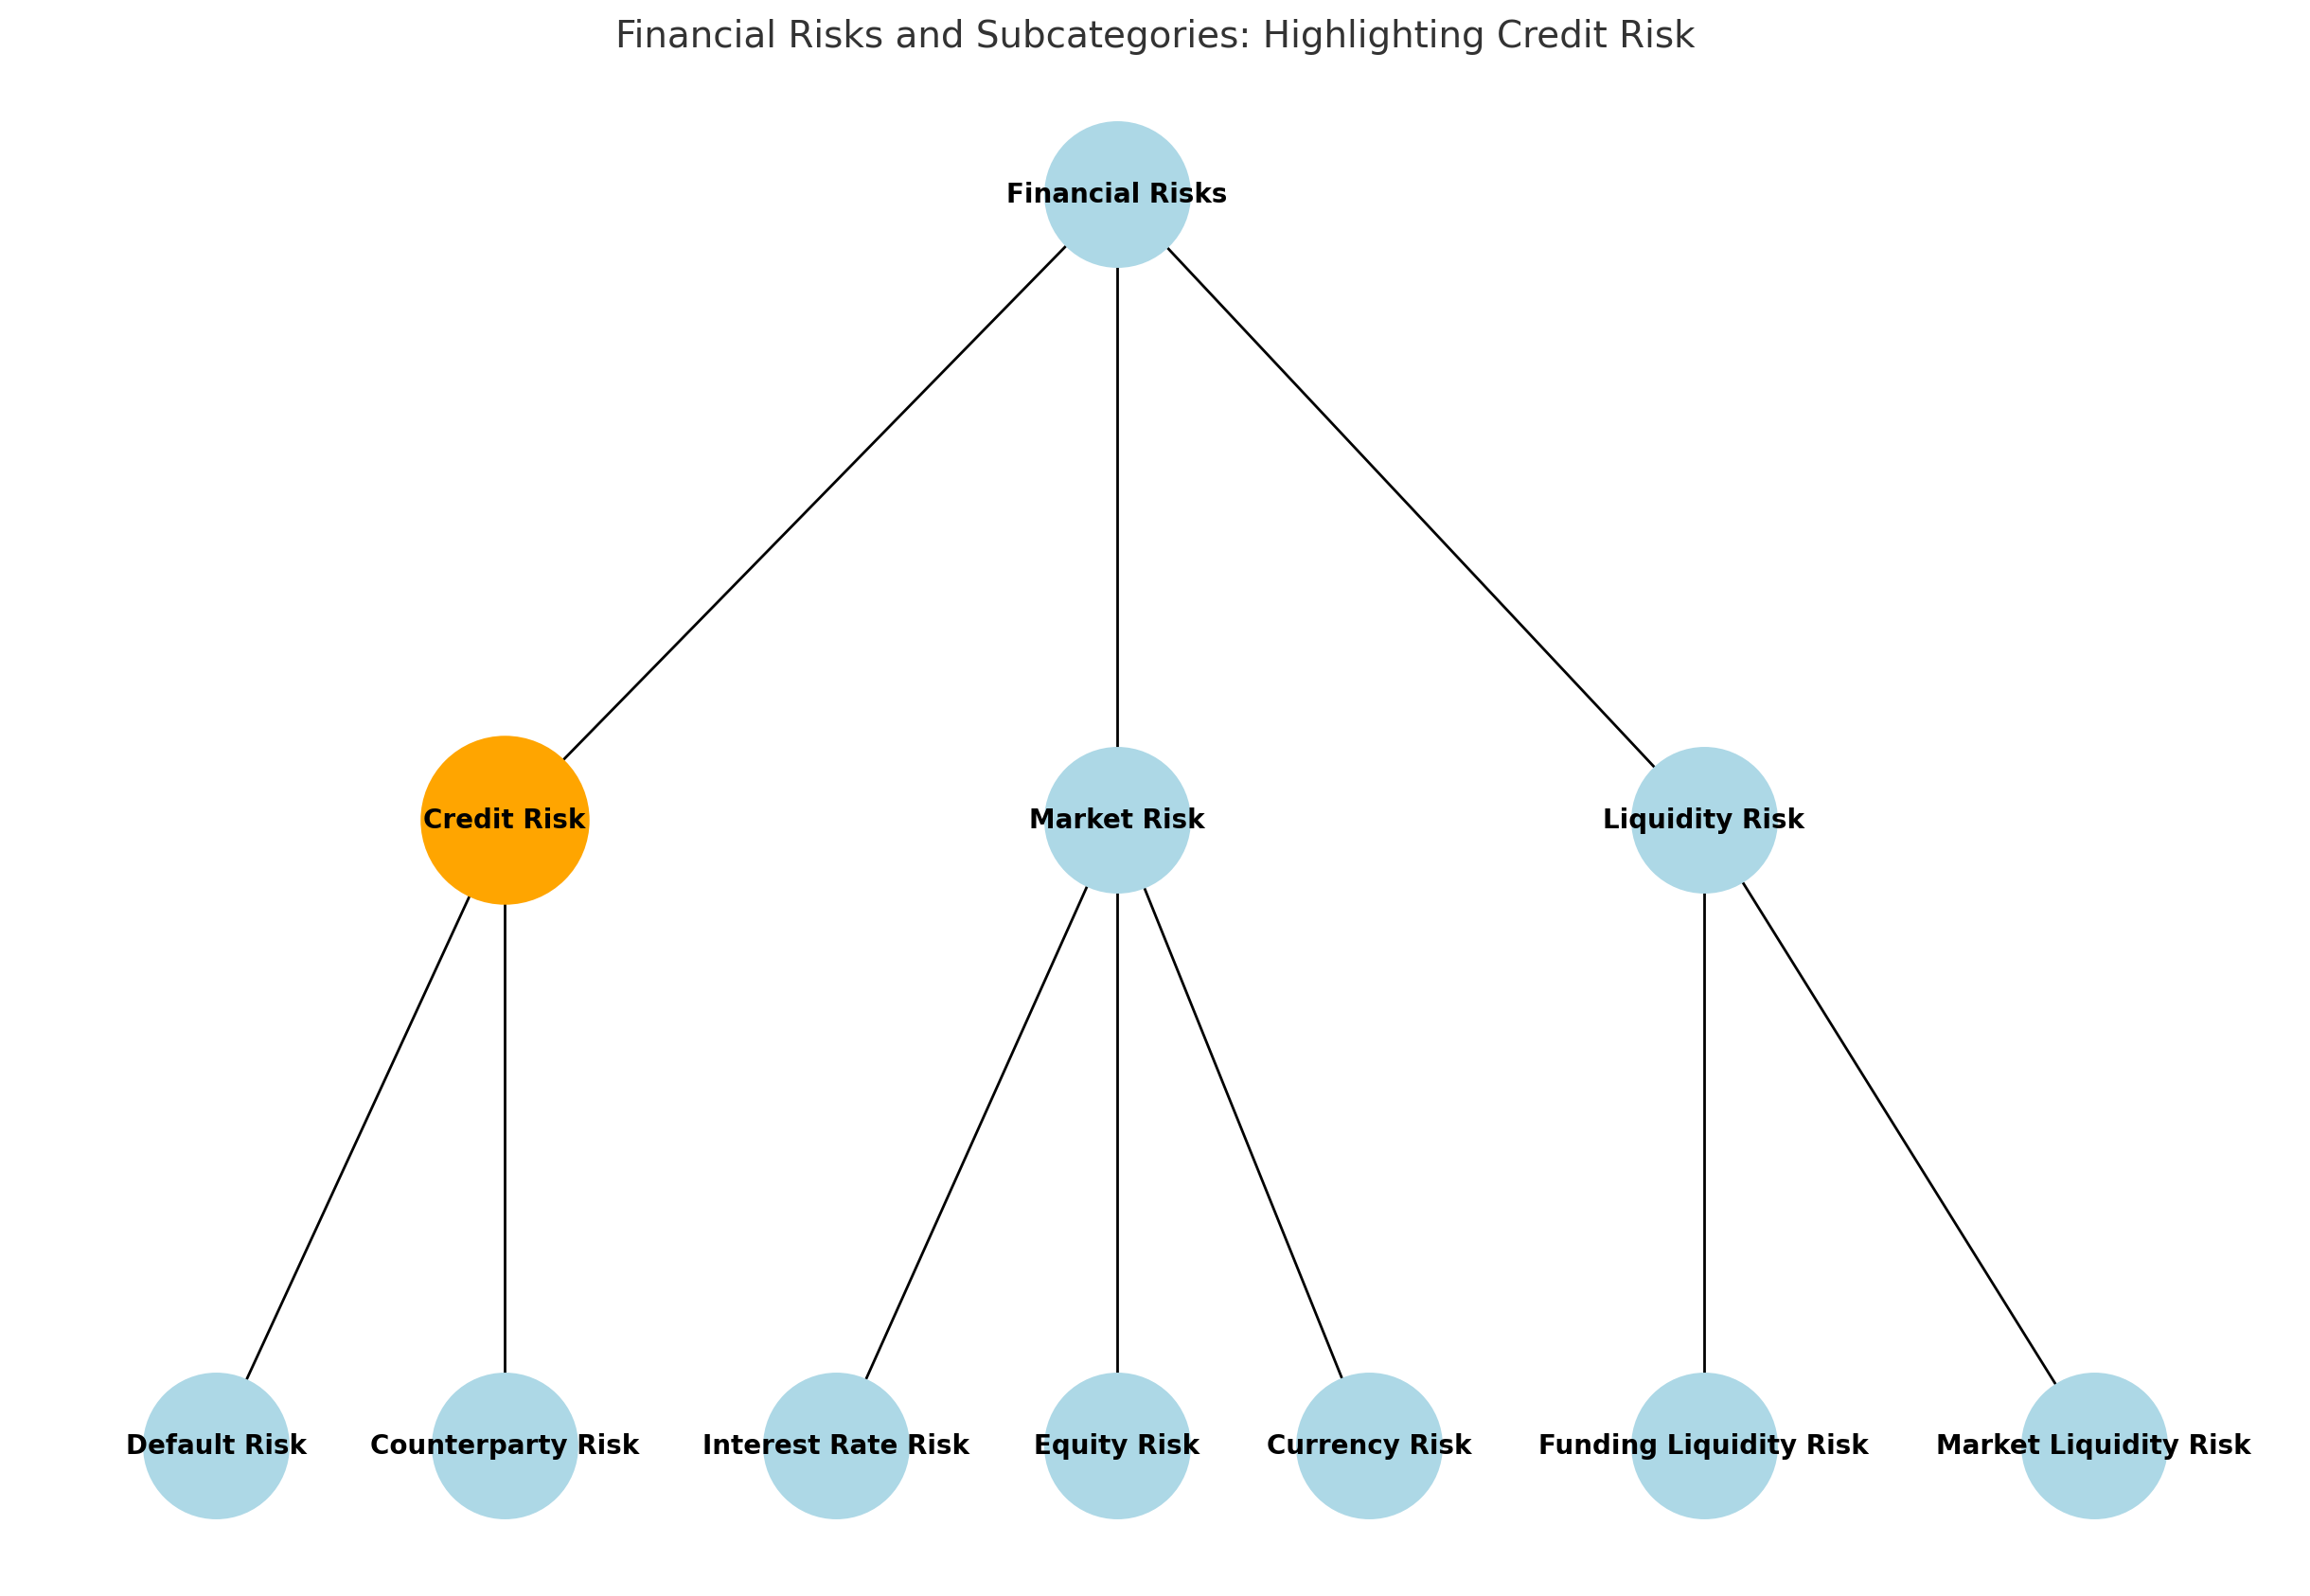 Financial Risks and Subcategories: Highlighting Credit Risk
Financial Risks
Credit Risk
Market Risk
Liquidity Risk
Default Risk
Counterparty Risk
Interest Rate Risk
Equity Risk
Currency Risk
Funding Liquidity Risk
Market Liquidity Risk